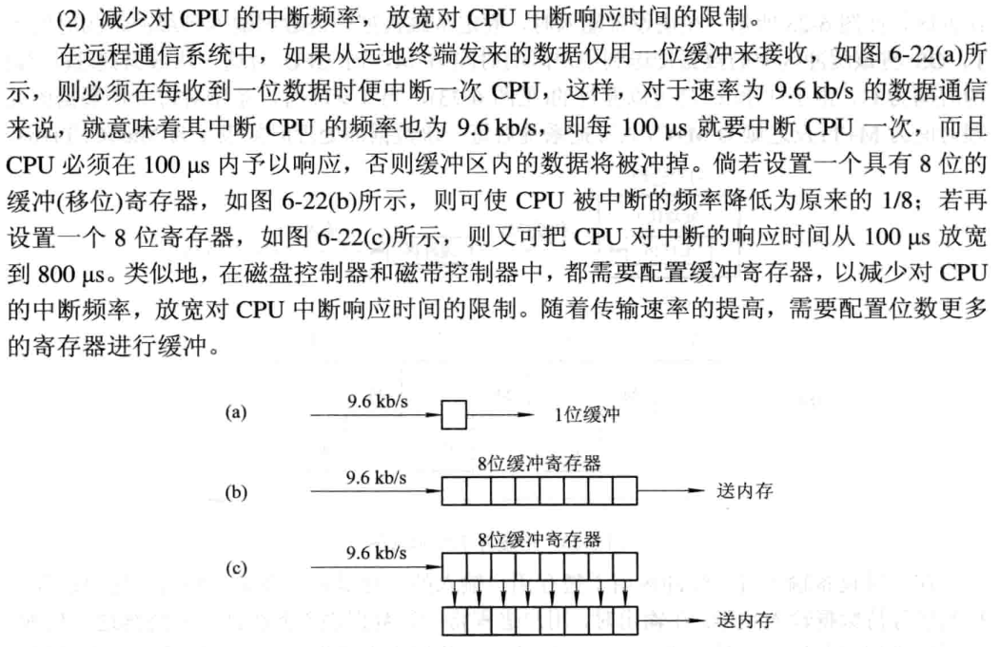 (2) 减少对 CPU 的中断频率，放宽对 CPU 中断响应时间的限制。
在远程通信系统中，如果从远地终端发来的数据仅用一位缓冲来接收，如图 6-22(a)所
示，则必须在每收到一位数据时便中断一次 CPU，这样，对于速率为 9.6 kb/s 的数据通信
来说，就意味着其中断 CPU 的频率也为 9.6 kb/s，即每 100 μs 就要中断 CPU 一次，而且
CPU 必须在 100 μs 内予以响应，否则缓冲区内的数据将被冲掉。倘若设置一个具有 8 位的
缓冲(移位)寄存器，如图 6-22(b)所示，则可使 CPU 被中断的频率降低为原来的 1/8；若再
设置一个 8 位寄存器，如图 6-22(c)所示，则又可把 CPU 对中断的响应时间从 100 μs 放宽
到 800 μs。类似地，在磁盘控制器和磁带控制器中，都需要配置缓冲寄存器，以减少对 CPU
的中断频率，放宽对 CPU 中断响应时间的限制。随着传输速率的提高，需要配置位数更多
的寄存器进行缓冲。
(a) 9.6 kb/s 1位缓冲
8位缓冲寄存器
(b) 9.6 kb/s 送内存
8位缓冲寄存器
(c) 9.6 kb/s
送内存